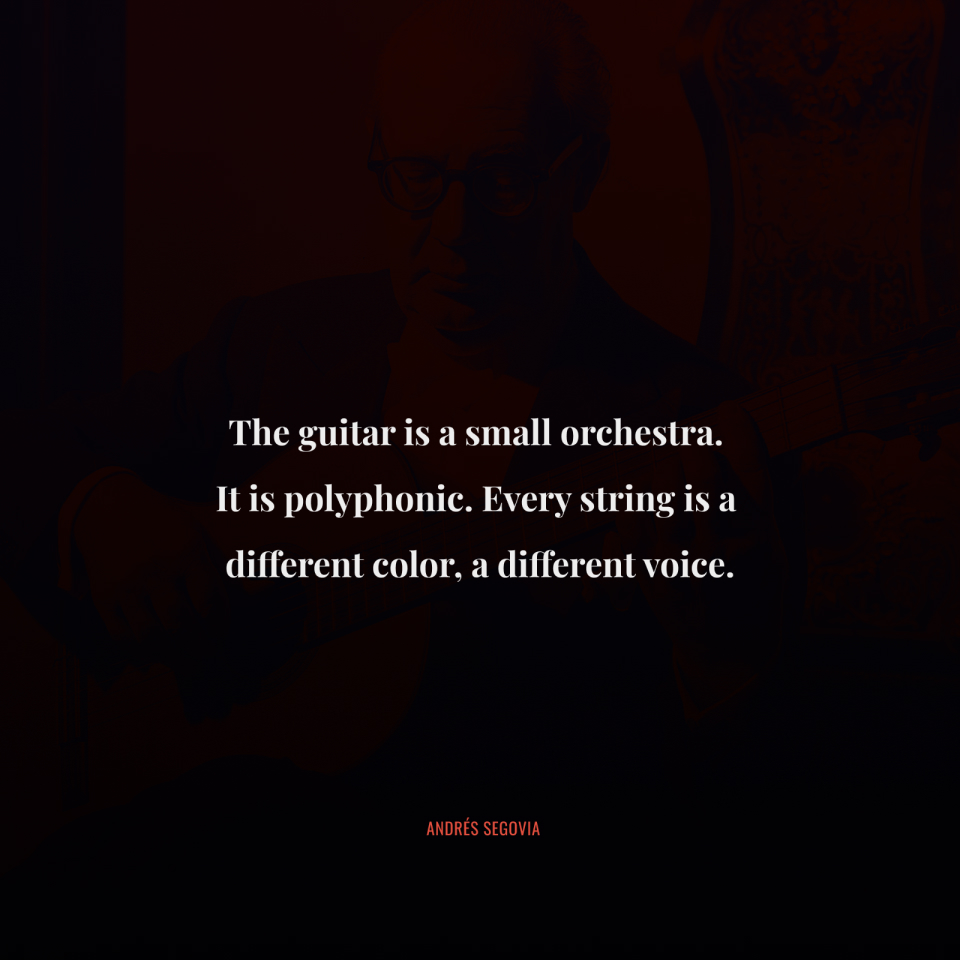 The guitar is a small orchestra.
It is polyphonic. Every string is a
different color, a different voice.
ANDRÉS SEGOVIA